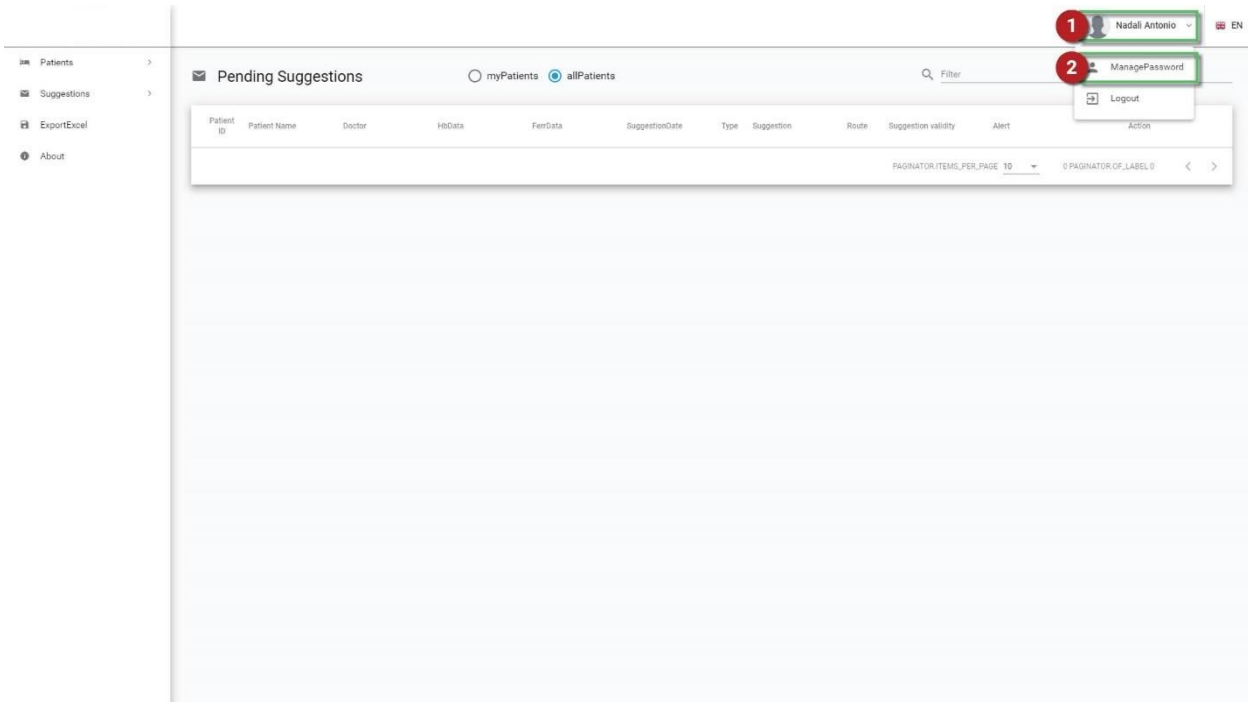 1 Nadali Antonio EN
Patients
Suggestions
ExportExcel
About
2 ManagePassword
Logout
Pending Suggestions
myPatients allPatients
Filter
Patient ID Patient Name Doctor HbData FerrData SuggestionDate Type Suggestion Route Suggestion validity Alert Action
PAGINATOR.ITEMS_PER_PAGE 10 0 PAGINATOR.OF_LABEL 0